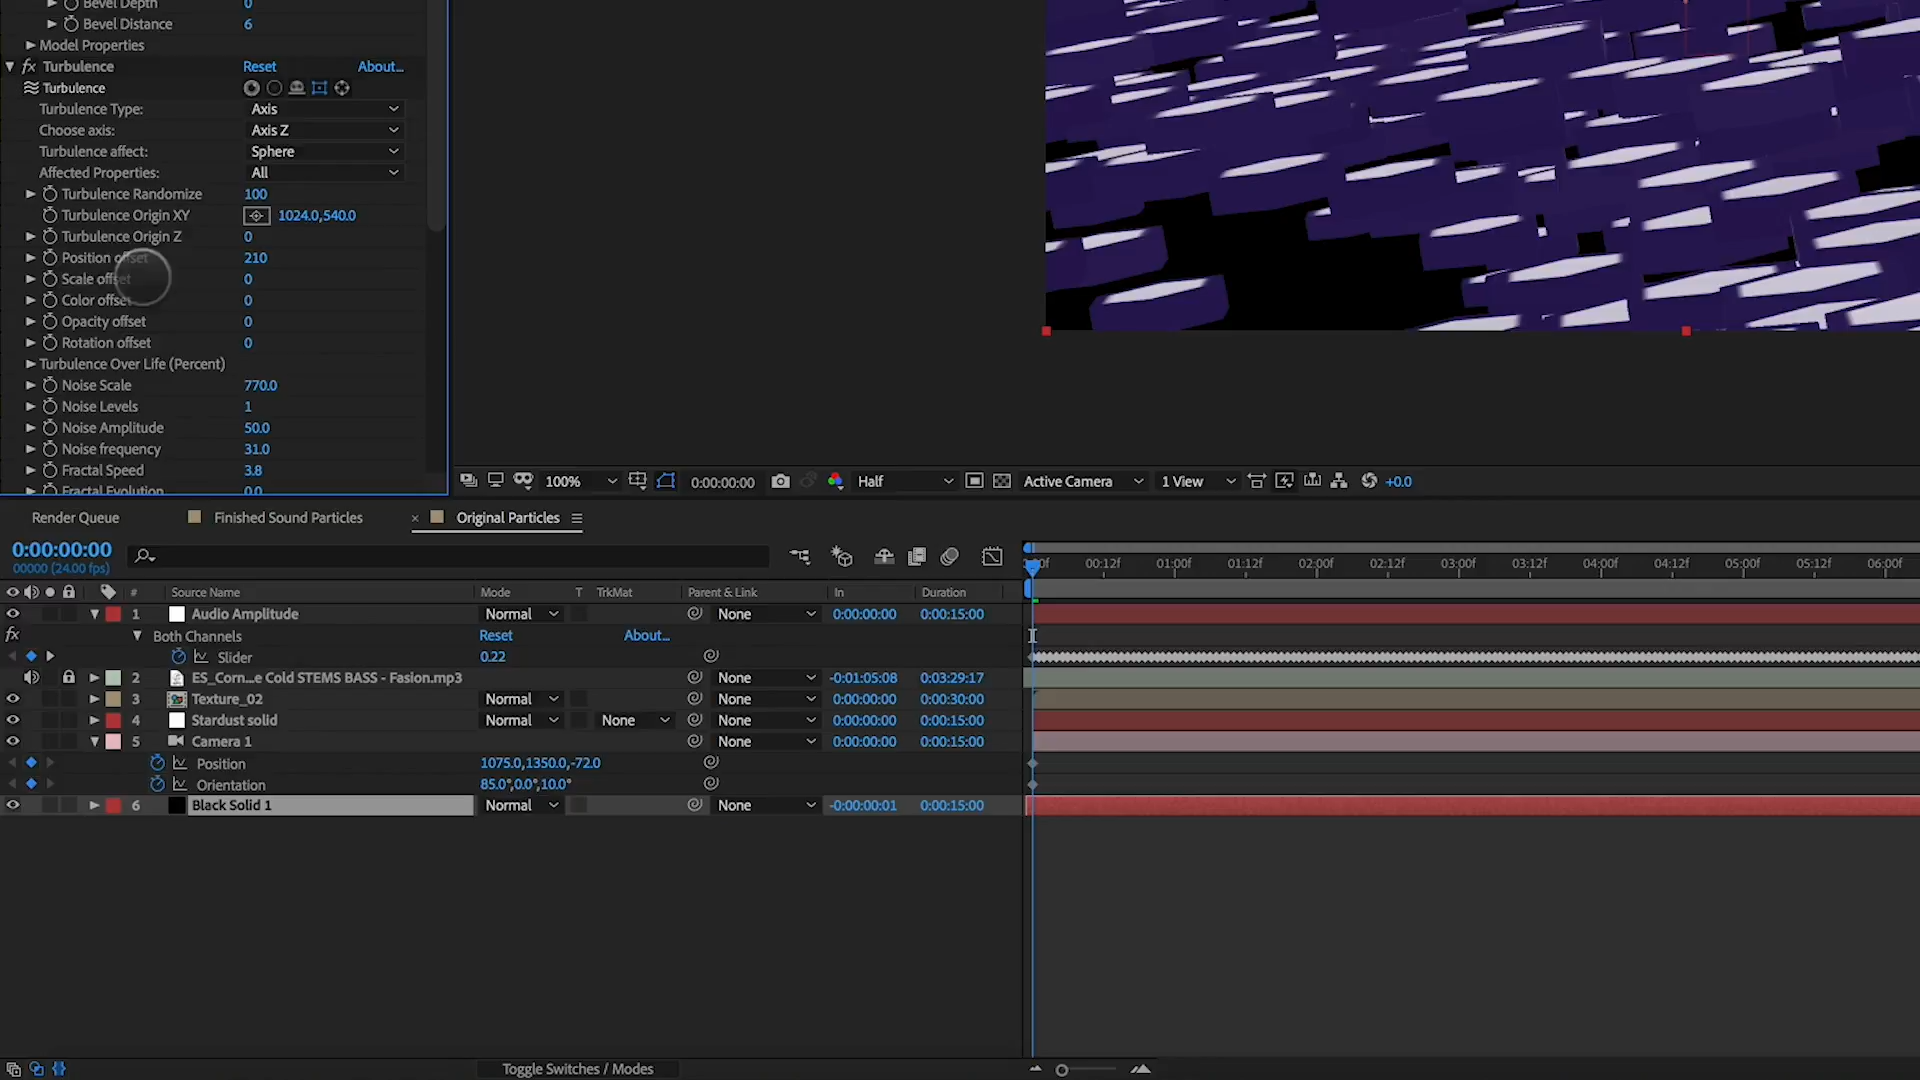 Bevel Depth 0
Bevel Distance 6
Model Properties
fx Turbulence Reset About...
Turbulence
Turbulence Type: Axis
Choose axis: Axis Z
Turbulence affect: Sphere
Affected Properties: All
Turbulence Randomize 100
Turbulence Origin XY 1024.0,540.0
Turbulence Origin Z 0
Position offset 210
Scale offset 0
Color offset 0
Opacity offset 0
Rotation offset 0
Turbulence Over Life (Percent)
Noise Scale 770.0
Noise Levels 1
Noise Amplitude 50.0
Noise frequency 31.0
Fractal Speed 3.8
Fractal Evolution 0.0
100% 0:00:00:00 Half Active Camera 1 View +0.0
Render Queue Finished Sound Particles × Original Particles
0:00:00:00
00000 (24.00 fps)
00:12f 01:00f 01:12f 02:00f 02:12f 03:00f 03:12f 04:00f 04:12f 05:00f 05:12f 06:00f
# Source Name Mode T TrkMat Parent & Link In Duration
1 Audio Amplitude Normal None 0:00:00:00 0:00:15:00
fx Both Channels Reset About...
Slider 0.22
2 ES_Corn...e Cold STEMS BASS - Fasion.mp3 None -0:01:05:08 0:03:29:17
3 Texture_02 Normal None 0:00:00:00 0:00:30:00
4 Stardust solid Normal None None 0:00:00:00 0:00:15:00
5 Camera 1 None 0:00:00:00 0:00:15:00
Position 1075.0,1350.0,-72.0
Orientation 85.0°,0.0°,10.0°
6 Black Solid 1 Normal None -0:00:00:01 0:00:15:00
Toggle Switches / Modes